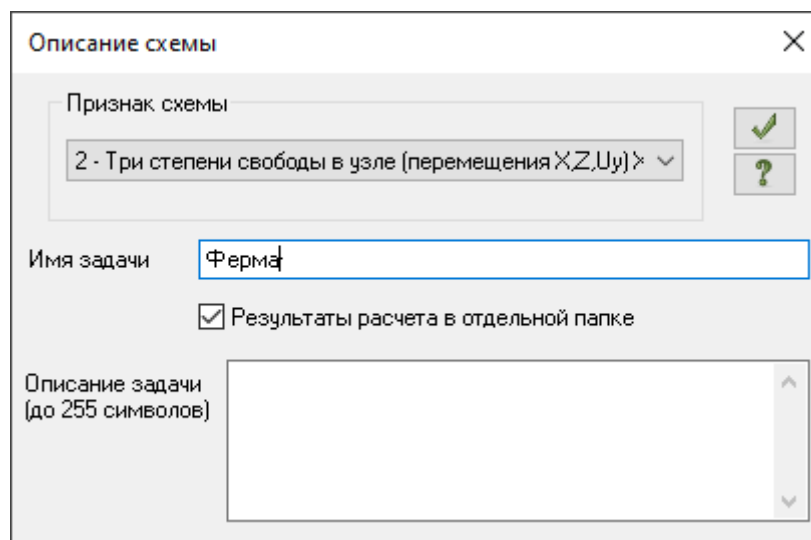 Описание схемы
Признак схемы
2 - Три степени свободы в узле (перемещения X,Z,Uy) X
Имя задачи
Ферма
Результаты расчета в отдельной папке
Описание задачи
(до 255 символов)